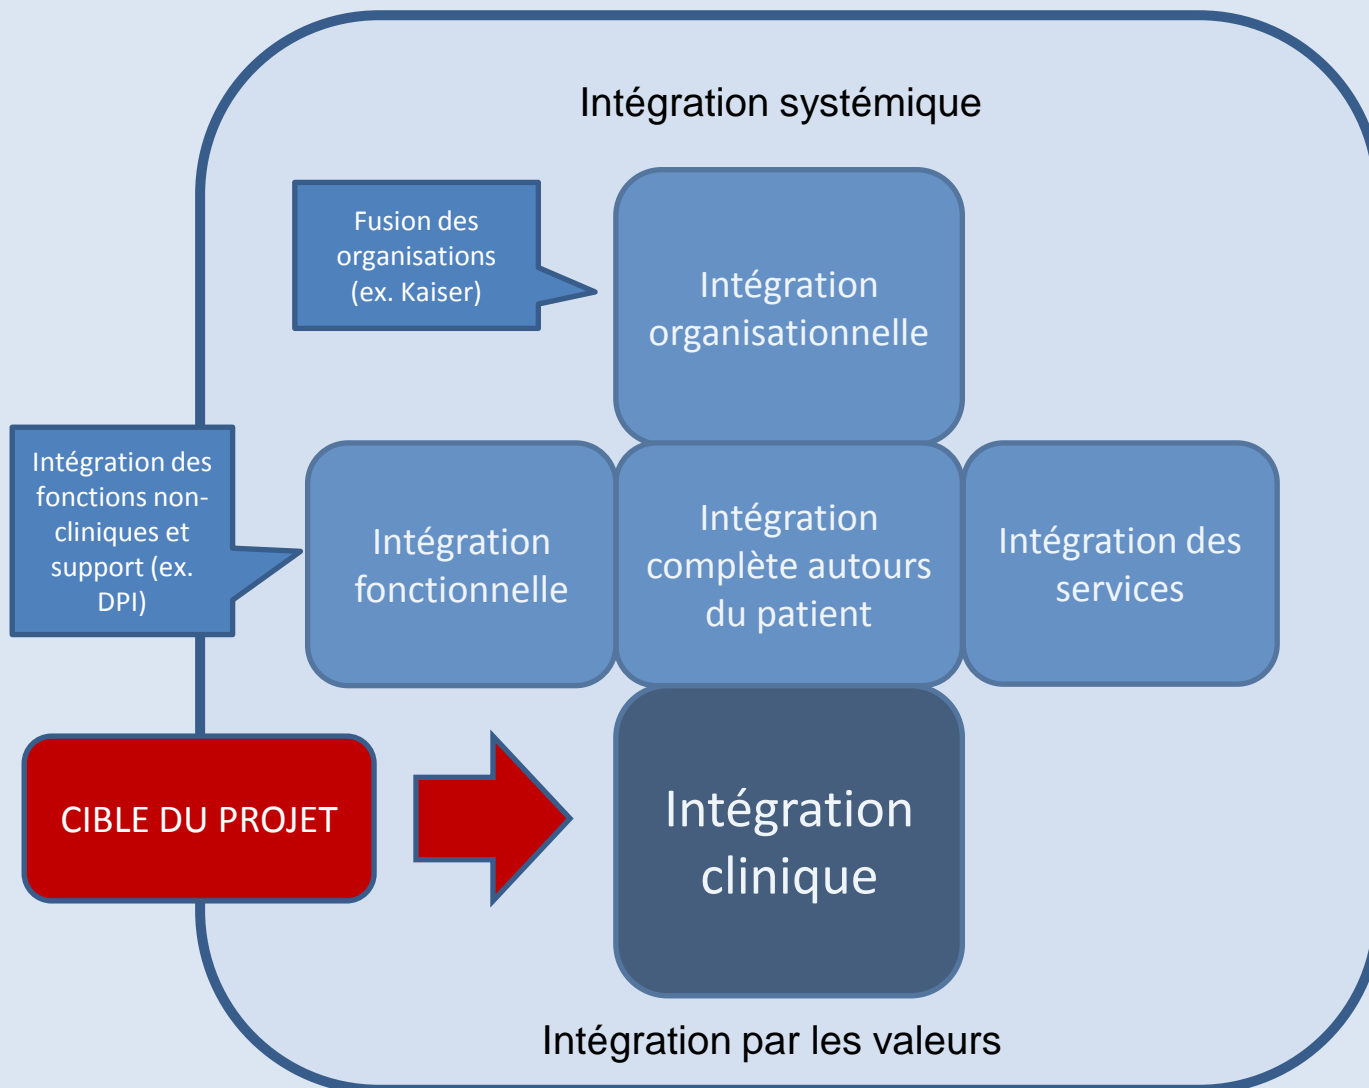 Intégration systémique
Fusion des
organisations
(ex. Kaiser)
Intégration
organisationnelle
Intégration des
fonctions non-
cliniques et
support (ex.
DPI)
Intégration
fonctionnelle
Intégration
complète autours
du patient
Intégration des
services
CIBLE DU PROJET
Intégration
clinique
Intégration par les valeurs